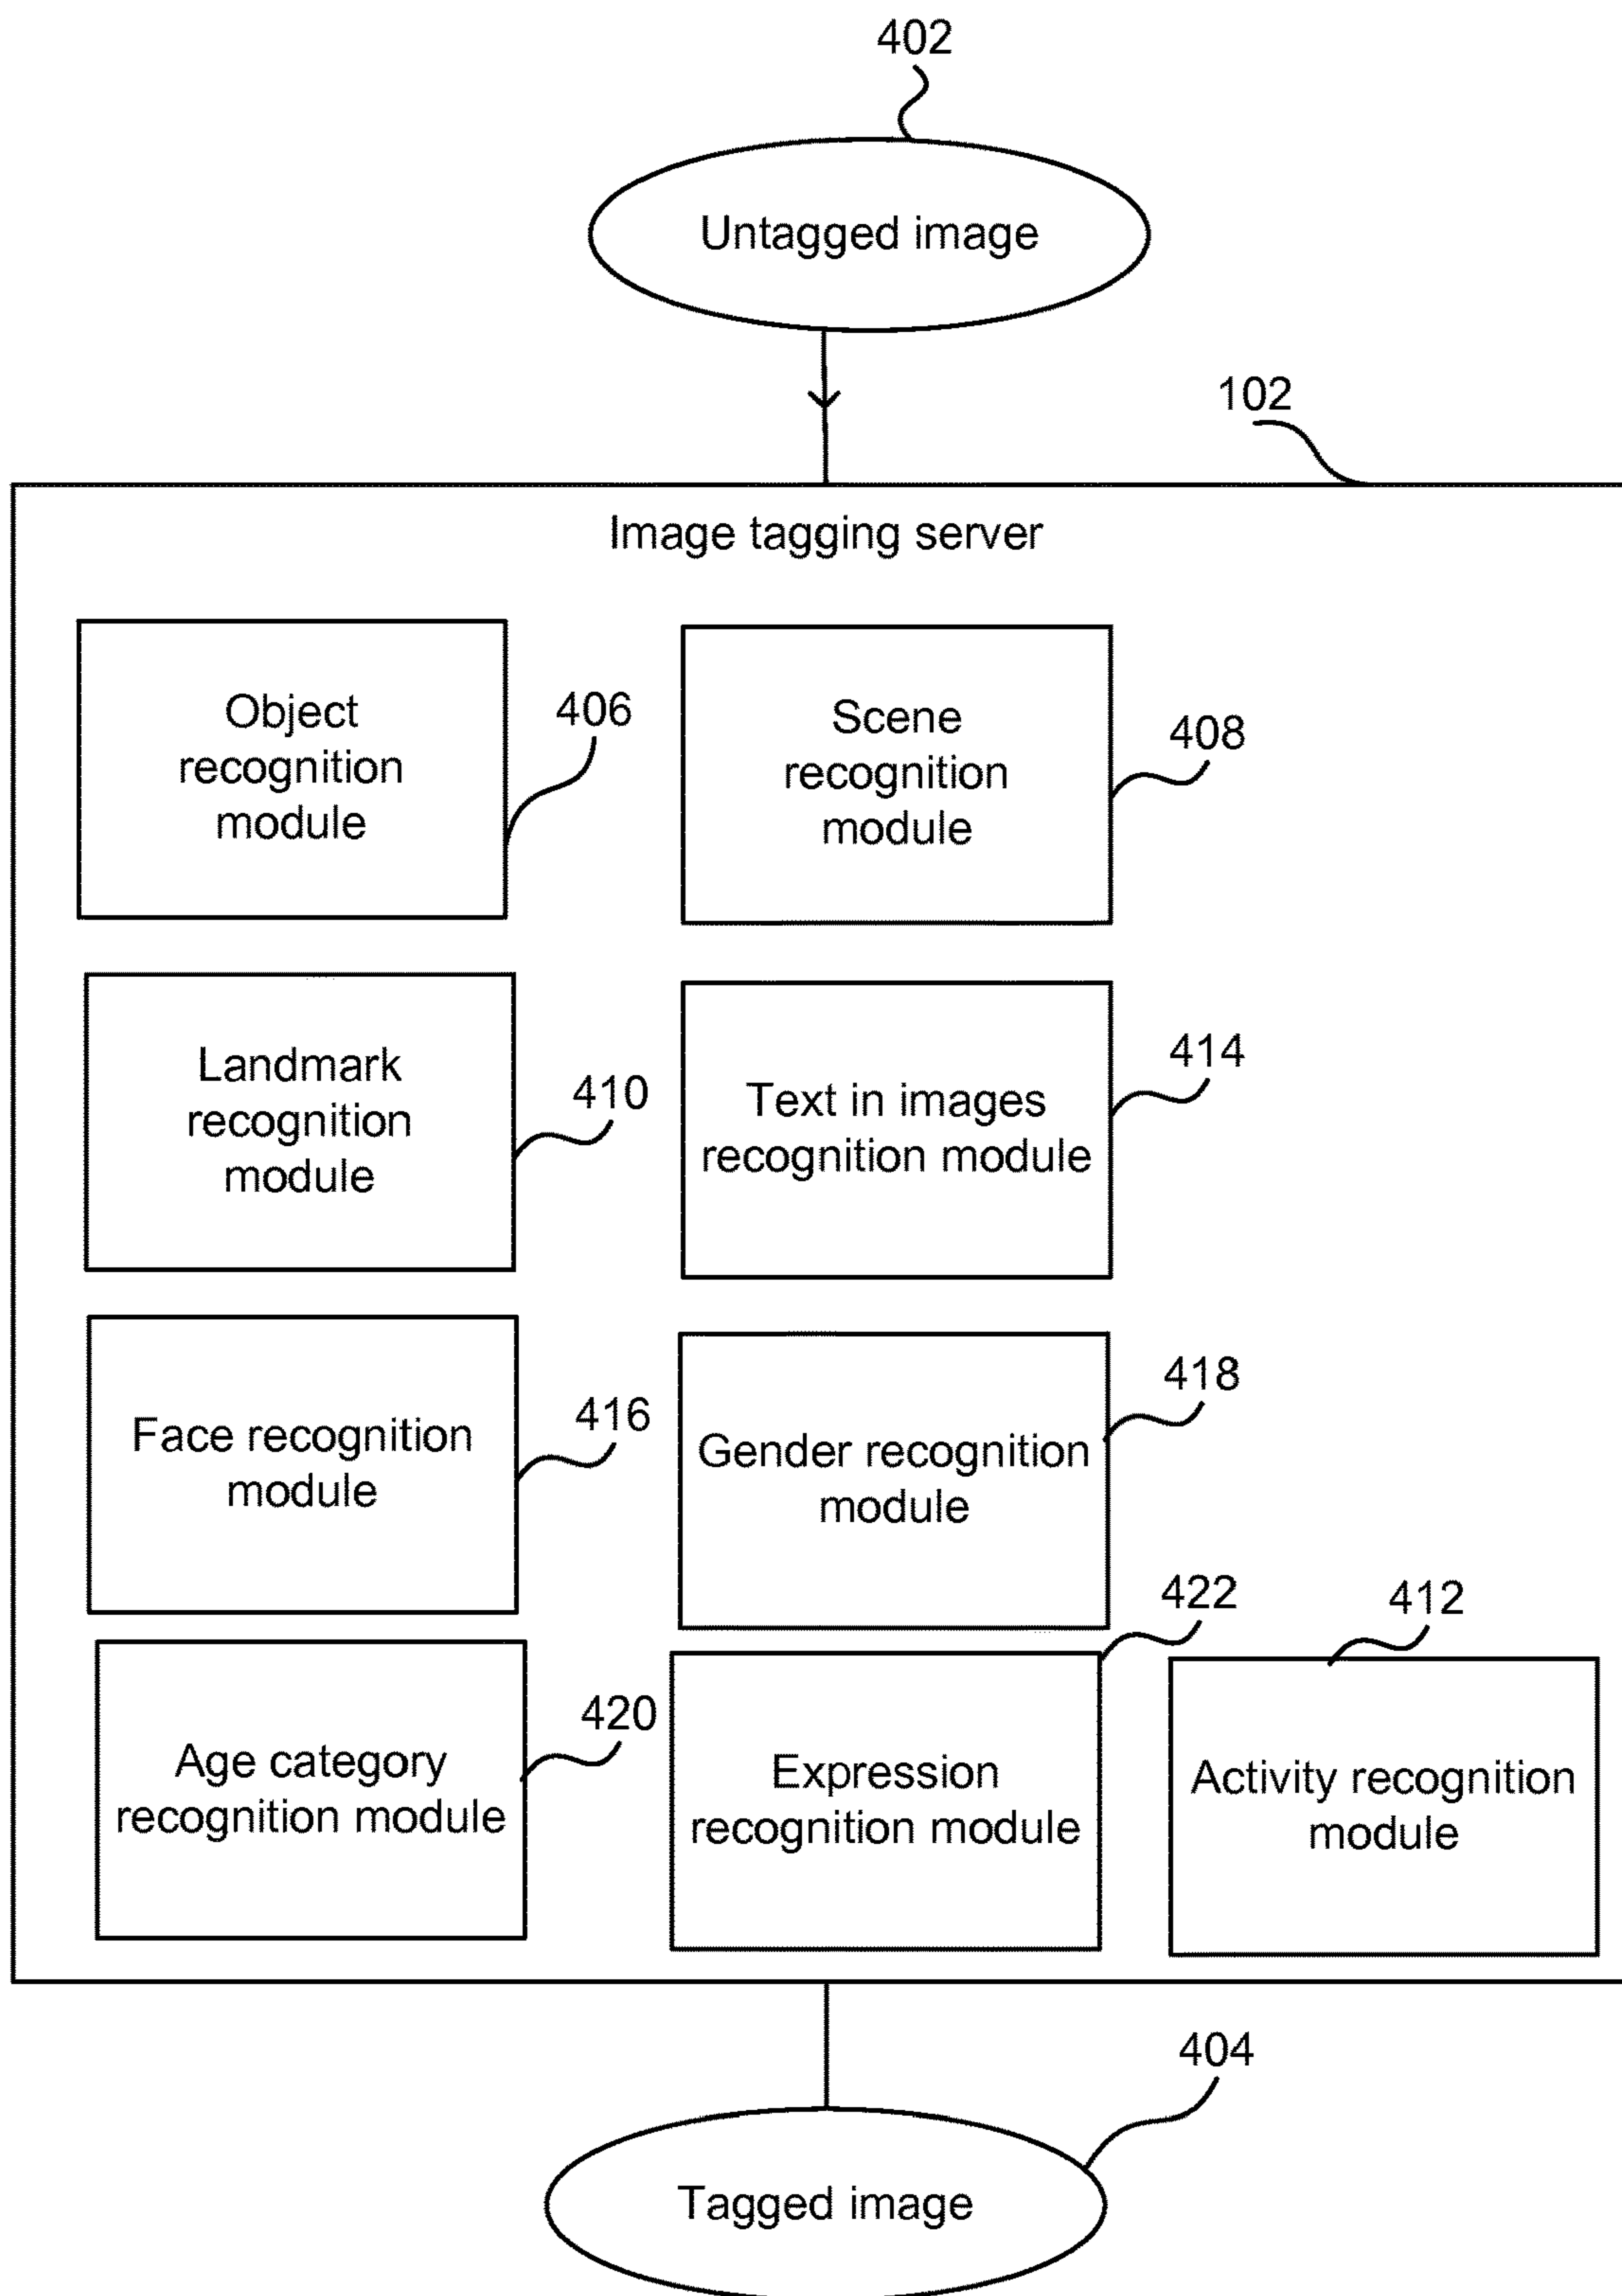 402
Untagged image
102
Image tagging server
Object
recognition
module
406
Scene
recognition
module
408
Landmark
recognition
module
410
Text in images
recognition module
414
Face recognition
module
416
Gender recognition
module
418
Age category
recognition module
420
Expression
recognition module
422
Activity recognition
module
412
404
Tagged image